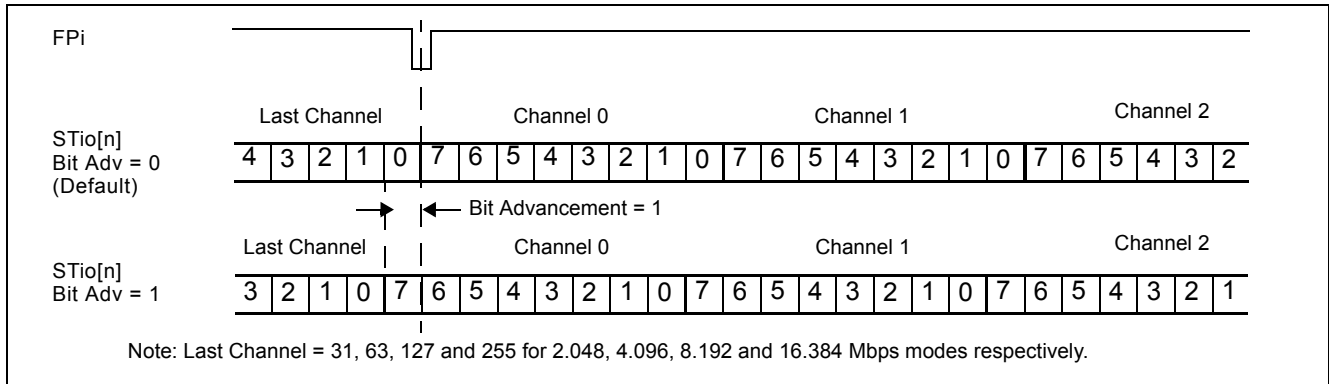 FPi
Last Channel Channel 0 Channel 1 Channel 2
STio[n]
Bit Adv = 0
(Default)
4 3 2 1 0 7 6 5 4 3 2 1 0 7 6 5 4 3 2 1 0 7 6 5 4 3 2
Bit Advancement = 1
Last Channel Channel 0 Channel 1 Channel 2
STio[n]
Bit Adv = 1
3 2 1 0 7 6 5 4 3 2 1 0 7 6 5 4 3 2 1 0 7 6 5 4 3 2 1
Note: Last Channel = 31, 63, 127 and 255 for 2.048, 4.096, 8.192 and 16.384 Mbps modes respectively.